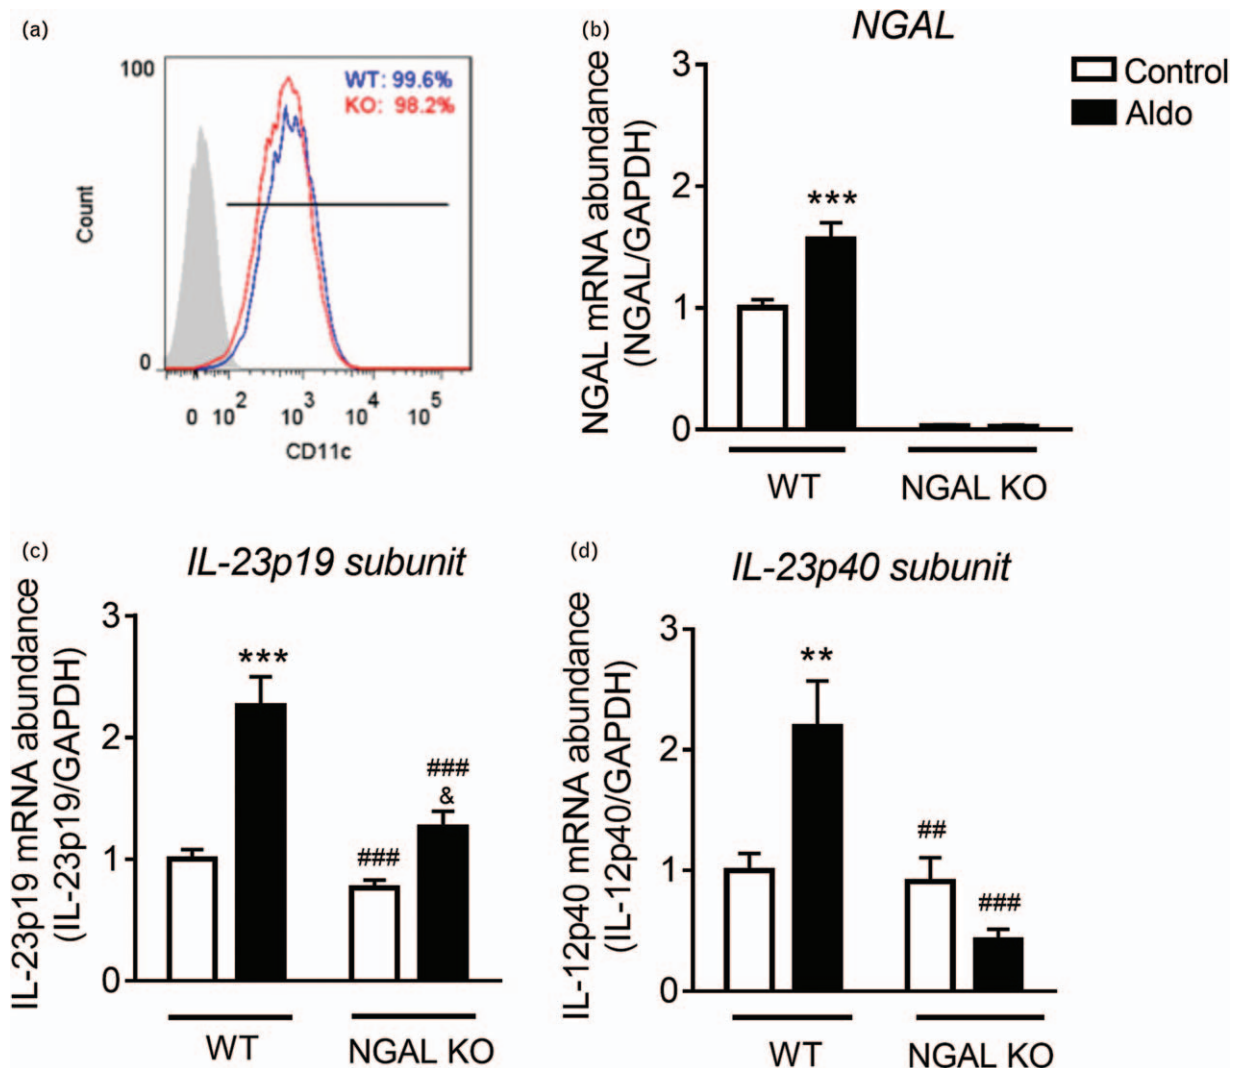 (a)
100
WT: 99.6%
KO: 98.2%
Count
0
0 10^2 10^3 10^4 10^5
CD11c
(b)
NGAL
Control
Aldo
NGAL mRNA abundance
(NGAL/GAPDH)
3
2
1
0
***
WT
NGAL KO
(c)
IL-23p19 subunit
IL-23p19 mRNA abundance
(IL-23p19/GAPDH)
3
2
1
0
***
###
###
&
WT
NGAL KO
(d)
IL-23p40 subunit
IL-12p40 mRNA abundance
(IL-12p40/GAPDH)
3
2
1
0
**
##
###
WT
NGAL KO